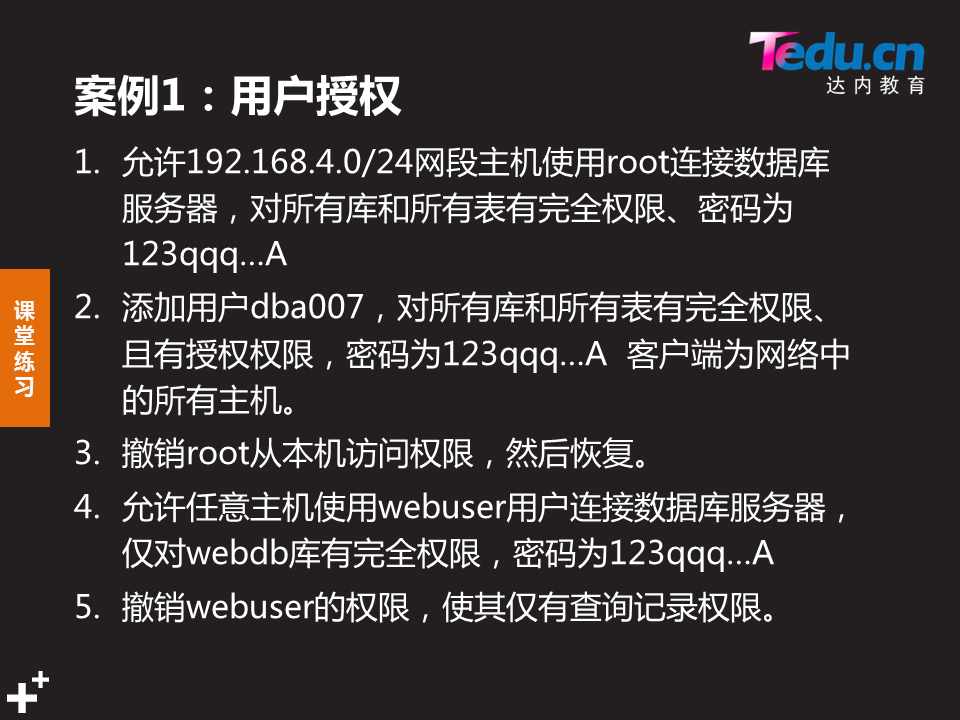 Tedu.cn
达内教育
案例1：用户授权
1. 允许192.168.4.0/24网段主机使用root连接数据库
服务器，对所有库和所有表有完全权限、密码为
123qqq…A
2. 添加用户dba007，对所有库和所有表有完全权限、
且有授权权限，密码为123qqq…A 客户端为网络中
的所有主机。
3. 撤销root从本机访问权限，然后恢复。
4. 允许任意主机使用webuser用户连接数据库服务器，
仅对webdb库有完全权限，密码为123qqq…A
5. 撤销webuser的权限，使其仅有查询记录权限。
课
堂
练
习